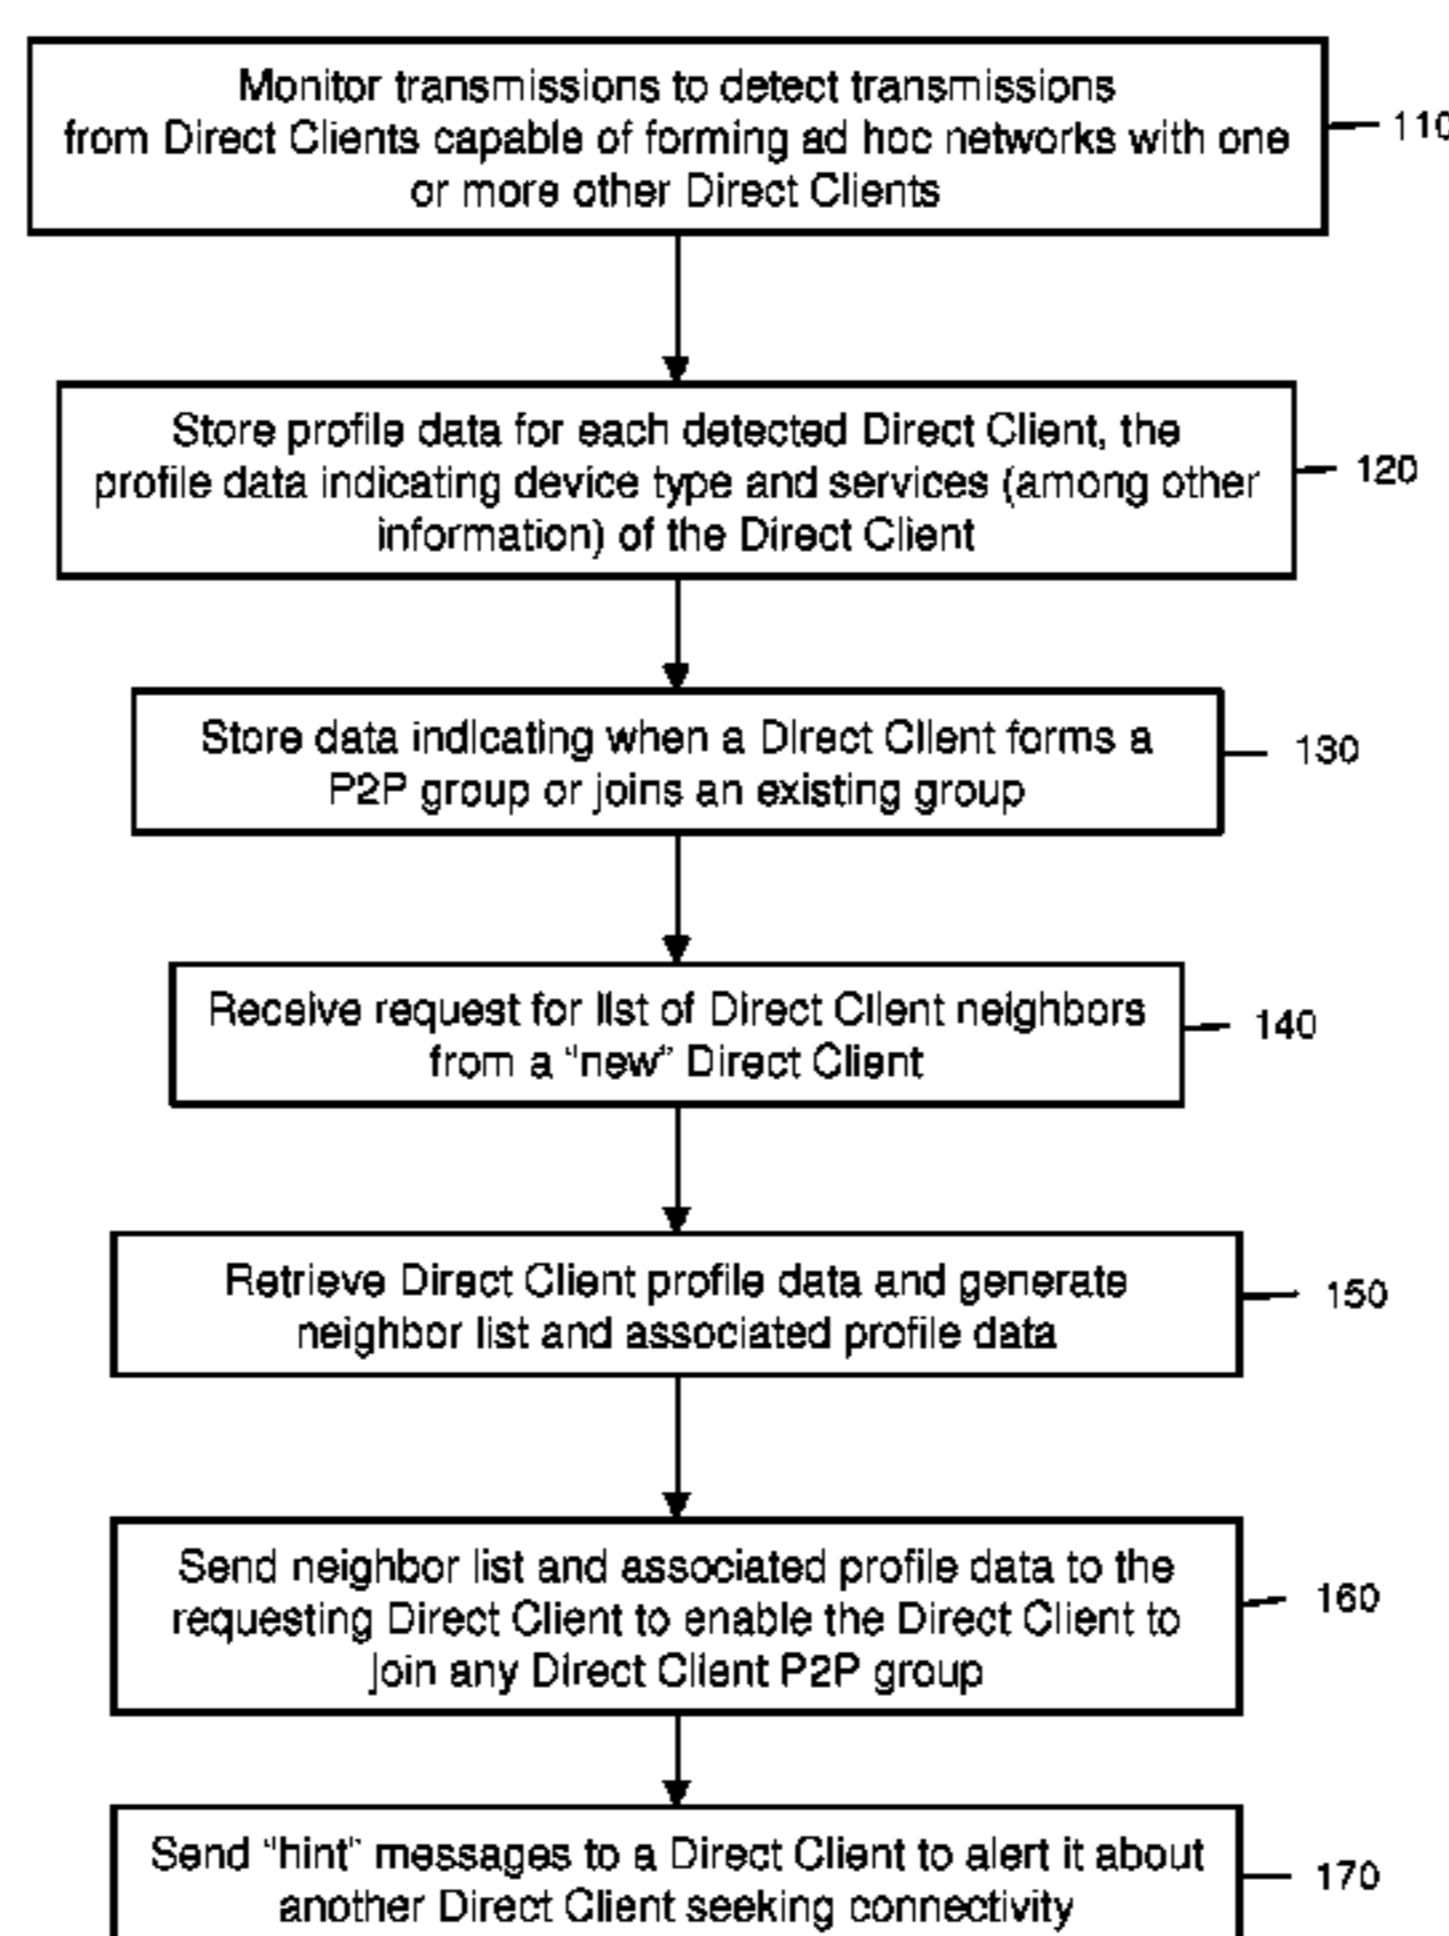 Monitor transmissions to detect transmissions
from Direct Clients capable of forming ad hoc networks with one
or more other Direct Clients
110
Store profile data for each detected Direct Client, the
profile data indicating device type and services (among other
information) of the Direct Client
120
Store data indicating when a Direct Client forms a
P2P group or joins an existing group
130
Receive request for list of Direct Client neighbors
from a "new" Direct Client
140
Retrieve Direct Client profile data and generate
neighbor list and associated profile data
150
Send neighbor list and associated profile data to the
requesting Direct Client to enable the Direct Client to
join any Direct Client P2P group
160
Send "hint" messages to a Direct Client to alert it about
another Direct Client seeking connectivity
170